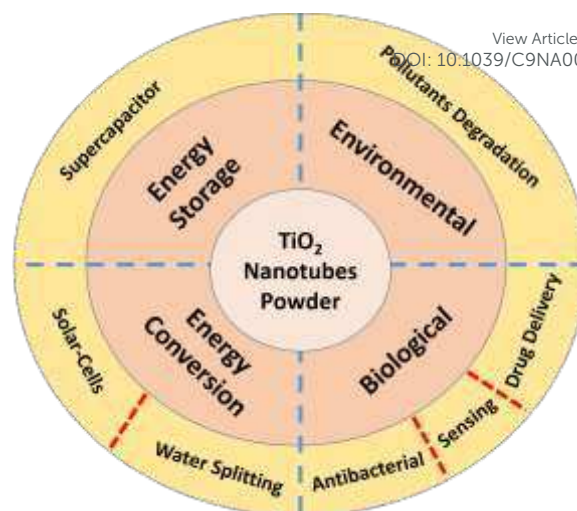 View Article
DOI: 10.1039/C9NA00
Supercapacitor
Pollutants Degradation
Energy
Storage
Environmental
TiO₂
Nanotubes
Powder
Solar-Cells
Energy
Conversion
Biological
Drug Delivery
Sensing
Water Splitting
Antibacterial